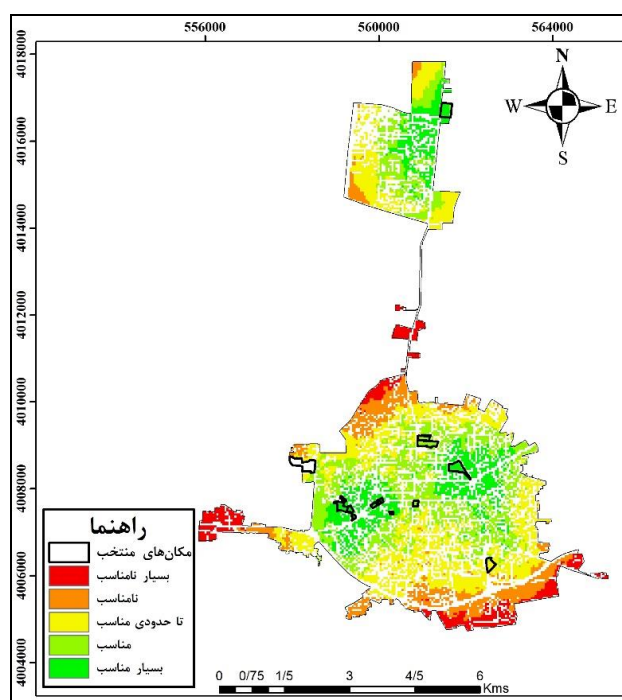 556000 560000 564000
4018000
N
W E
S
4016000
4014000
4012000
4010000
4008000
4006000
4004000
راهنما
مکان‌های منتخب
بسیار نامناسب
نامناسب
تا حدودی مناسب
مناسب
بسیار مناسب
0 0/75 1/5 3 4/5 6
Kms